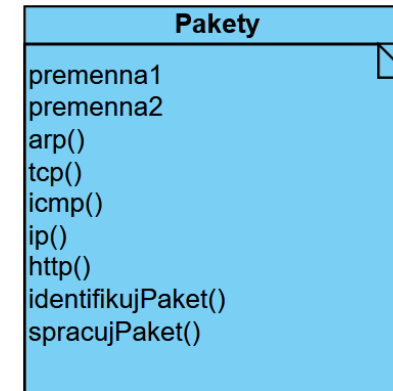 Pakety
premenna1
premenna2
arp()
tcp()
icmp()
ip()
http()
identifikujPaket()
spracujPaket()